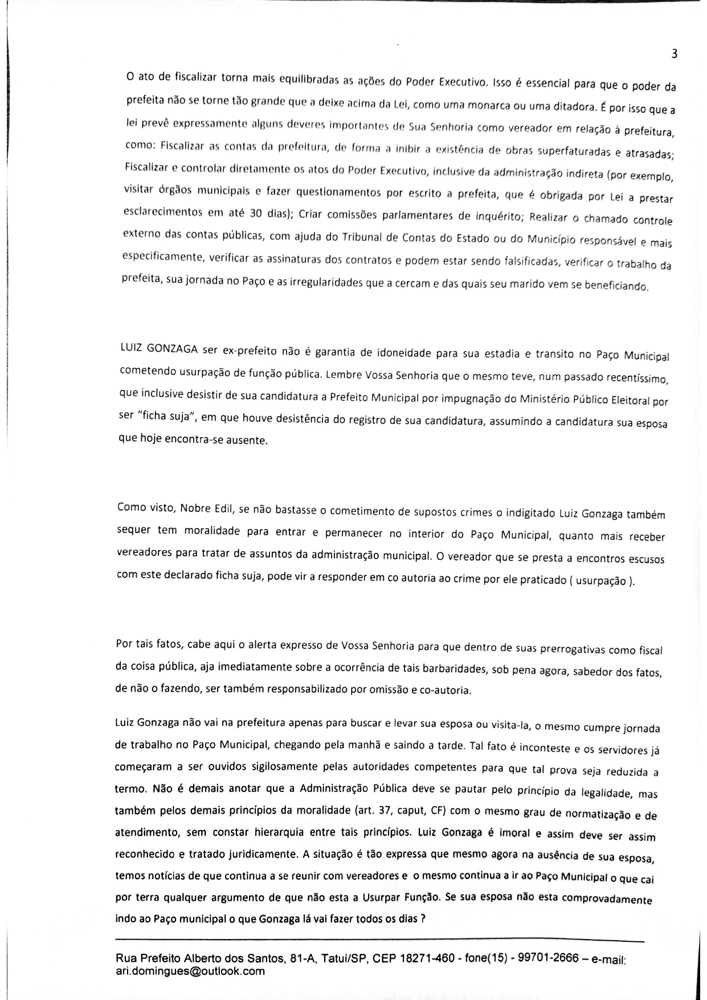 3
O ato de fiscalizar torna mais equilibradas as ações do Poder Executivo. Isso é essencial para que o poder da
prefeita não se torne tão grande que a deixe acima da Lei, como uma monarca ou uma ditadora. É por isso que a
lei prevê expressamente alguns deveres importantes de Sua Senhoria como vereador em relação à prefeitura,
como: Fiscalizar as contas da prefeitura, de forma a inibir a existência de obras superfaturadas e atrasadas;
Fiscalizar e controlar diretamente os atos do Poder Executivo, inclusive da administração indireta (por exemplo,
visitar órgãos municipais e fazer questionamentos por escrito a prefeita, que é obrigada por Lei a prestar
esclarecimentos em até 30 dias); Criar comissões parlamentares de inquérito; Realizar o chamado controle
externo das contas públicas, com ajuda do Tribunal de Contas do Estado ou do Município responsável e mais
especificamente, verificar as assinaturas dos contratos e podem estar sendo falsificadas, verificar o trabalho da
prefeita, sua jornada no Paço e as irregularidades que a cercam e das quais seu marido vem se beneficiando.
LUIZ GONZAGA ser ex-prefeito não é garantia de idoneidade para sua estadia e transito no Paço Municipal
cometendo usurpação de função pública. Lembre Vossa Senhoria que o mesmo teve, num passado recentíssimo,
que inclusive desistir de sua candidatura a Prefeito Municipal por impugnação do Ministério Público Eleitoral por
ser "ficha suja", em que houve desistência do registro de sua candidatura, assumindo a candidatura sua esposa
que hoje encontra-se ausente.
Como visto, Nobre Edil, se não bastasse o cometimento de supostos crimes o indigitado Luiz Gonzaga também
sequer tem moralidade para entrar e permanecer no interior do Paço Municipal, quanto mais receber
vereadores para tratar de assuntos da administração municipal. O vereador que se presta a encontros escusos
com este declarado ficha suja, pode vir a responder em co autoria ao crime por ele praticado ( usurpação ).
Por tais fatos, cabe aqui o alerta expresso de Vossa Senhoria para que dentro de suas prerrogativas como fiscal
da coisa pública, aja imediatamente sobre a ocorrência de tais barbaridades, sob pena agora, sabedor dos fatos,
de não o fazendo, ser também responsabilizado por omissão e co-autoria.
Luiz Gonzaga não vai na prefeitura apenas para buscar e levar sua esposa ou visita-la, o mesmo cumpre jornada
de trabalho no Paço Municipal, chegando pela manhã e saindo a tarde. Tal fato é inconteste e os servidores já
começaram a ser ouvidos sigilosamente pelas autoridades competentes para que tal prova seja reduzida a
termo. Não é demais anotar que a Administração Pública deve se pautar pelo princípio da legalidade, mas
também pelos demais princípios da moralidade (art. 37, caput, CF) com o mesmo grau de normatização e de
atendimento, sem constar hierarquia entre tais princípios. Luiz Gonzaga é imoral e assim deve ser assim
reconhecido e tratado juridicamente. A situação é tão expressa que mesmo agora na ausência de sua esposa,
temos notícias de que continua a se reunir com vereadores e o mesmo continua a ir ao Paço Municipal o que cai
por terra qualquer argumento de que não esta a Usurpar Função. Se sua esposa não esta comprovadamente
indo ao Paço municipal o que Gonzaga lá vai fazer todos os dias ?
Rua Prefeito Alberto dos Santos, 81-A, Tatuí/SP, CEP 18271-460 - fone(15) - 99701-2666 – e-mail:
ari.domingues@outlook.com